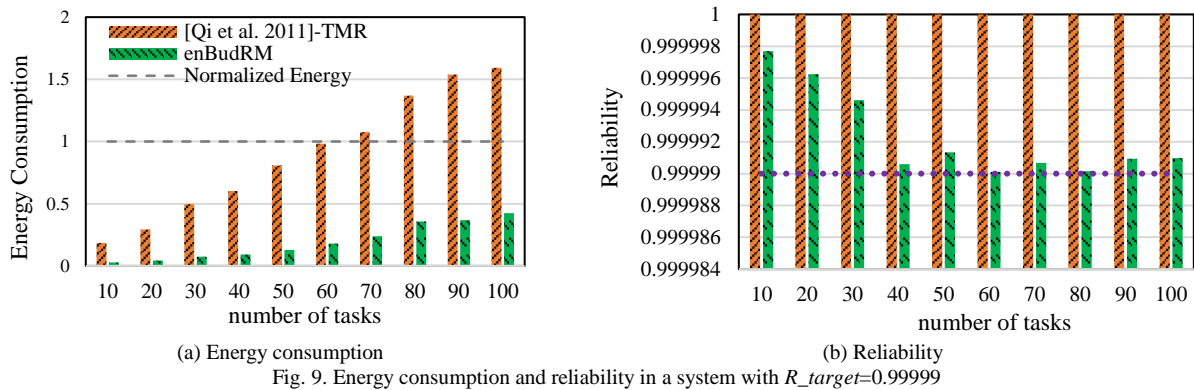 2
1.5
1
0.5
0
Energy Consumption
[Qi et al. 2011]-TMR
enBudRM
Normalized Energy
10 20 30 40 50 60 70 80 90 100
number of tasks
(a) Energy consumption
1
0.999998
0.999996
0.999994
0.999992
0.99999
0.999988
0.999986
0.999984
Reliability
10 20 30 40 50 60 70 80 90 100
number of tasks
(b) Reliability
Fig. 9. Energy consumption and reliability in a system with R_target=0.99999